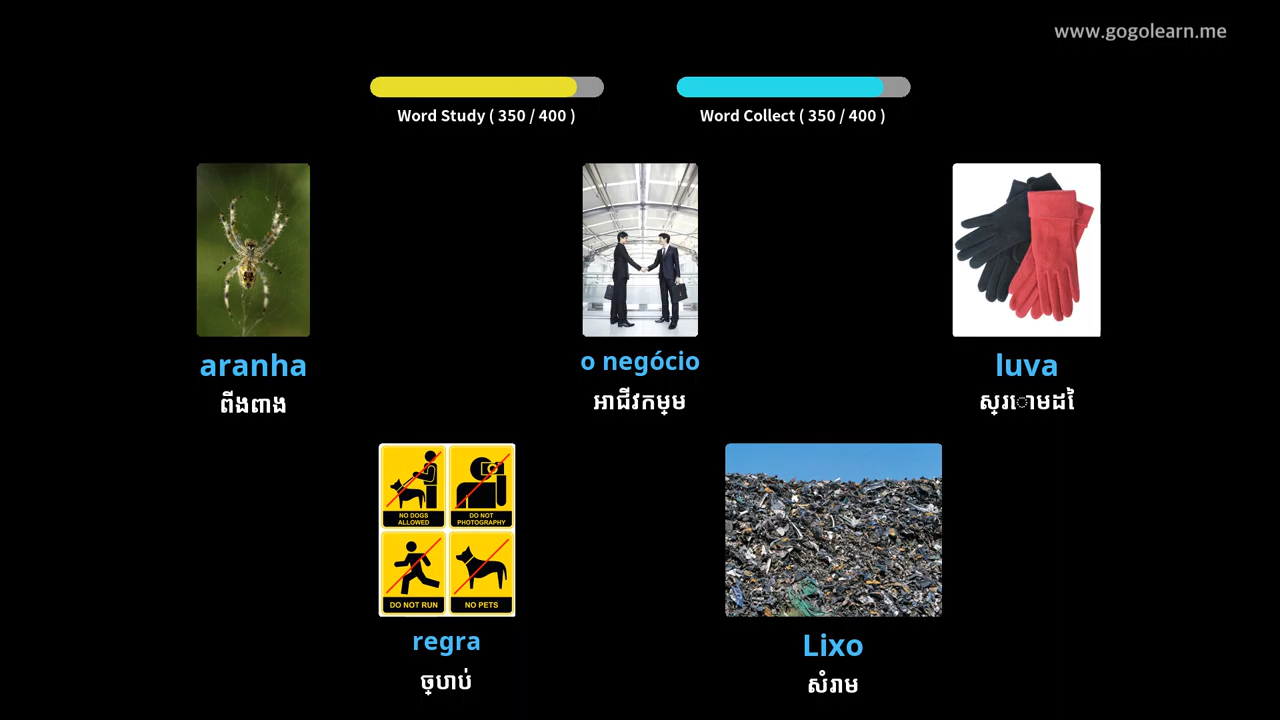 www.gogolearn.me
Word Study ( 350 / 400 )
Word Collect ( 350 / 400 )
aranha
ពីងពាង
o negócio
អាជីវកម្ម
luva
ស្រោមដៃ
NO DOGS
ALLOWED
DO NOT
PHOTOGRAPHY
DO NOT RUN
NO PETS
regra
ច្បាប់
Lixo
សំរាម